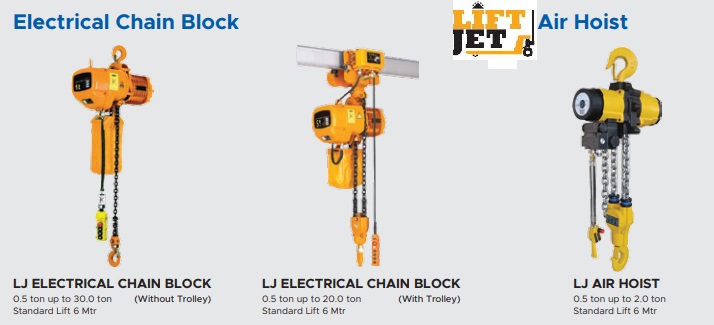 Electrical Chain Block
LIFT
JET
Air Hoist
LJ ELECTRICAL CHAIN BLOCK
0.5 ton up to 30.0 ton (Without Trolley)
Standard Lift 6 Mtr
LJ ELECTRICAL CHAIN BLOCK
0.5 ton up to 20.0 ton (With Trolley)
Standard Lift 6 Mtr
LJ AIR HOIST
0.5 ton up to 2.0 ton
Standard Lift 6 Mtr